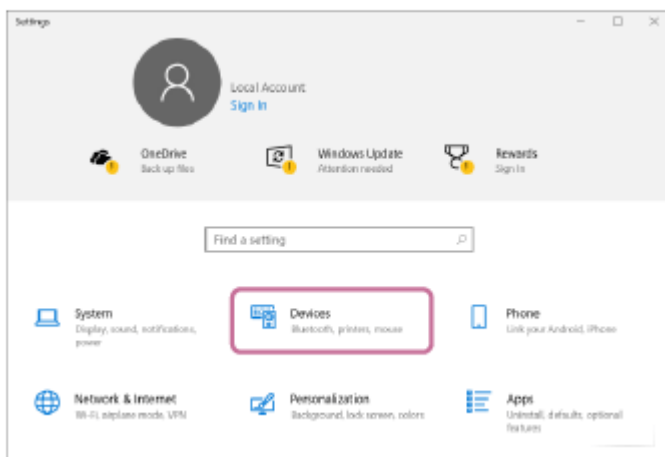 Settings
Local Account
Sign In
OneDrive
Back up files
Windows Update
Attention needed
Rewards
Sign In
Find a setting
System
Display, sound, notifications,
power
Devices
Bluetooth, printers, mouse
Phone
Link your Android, iPhone
Network & Internet
Wi-Fi, airplane mode, VPN
Personalization
Background, lock screen, colors
Apps
Uninstall, defaults, optional
features